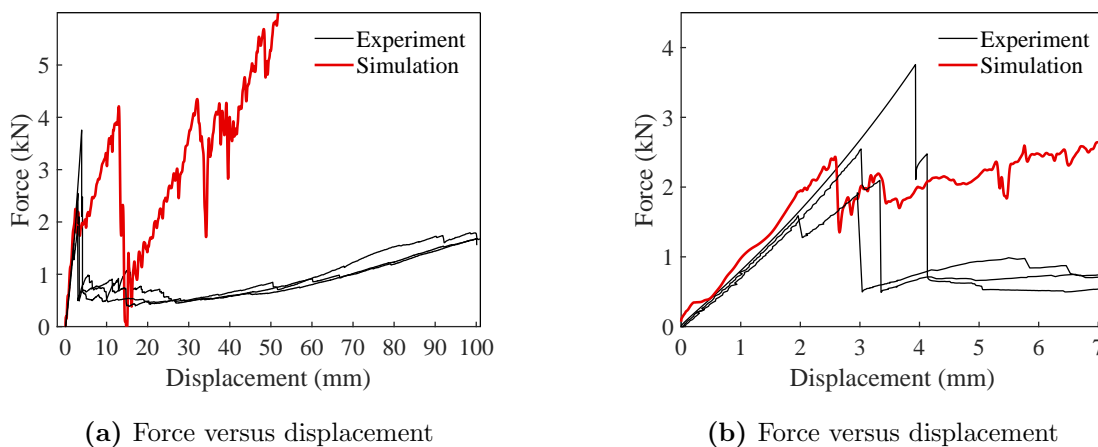 Experiment
Simulation
5
4
3
2
1
0
Force (kN)
0 10 20 30 40 50 60 70 80 90 100
Displacement (mm)
(a) Force versus displacement
Experiment
Simulation
4
3
2
1
0
Force (kN)
0 1 2 3 4 5 6 7
Displacement (mm)
(b) Force versus displacement